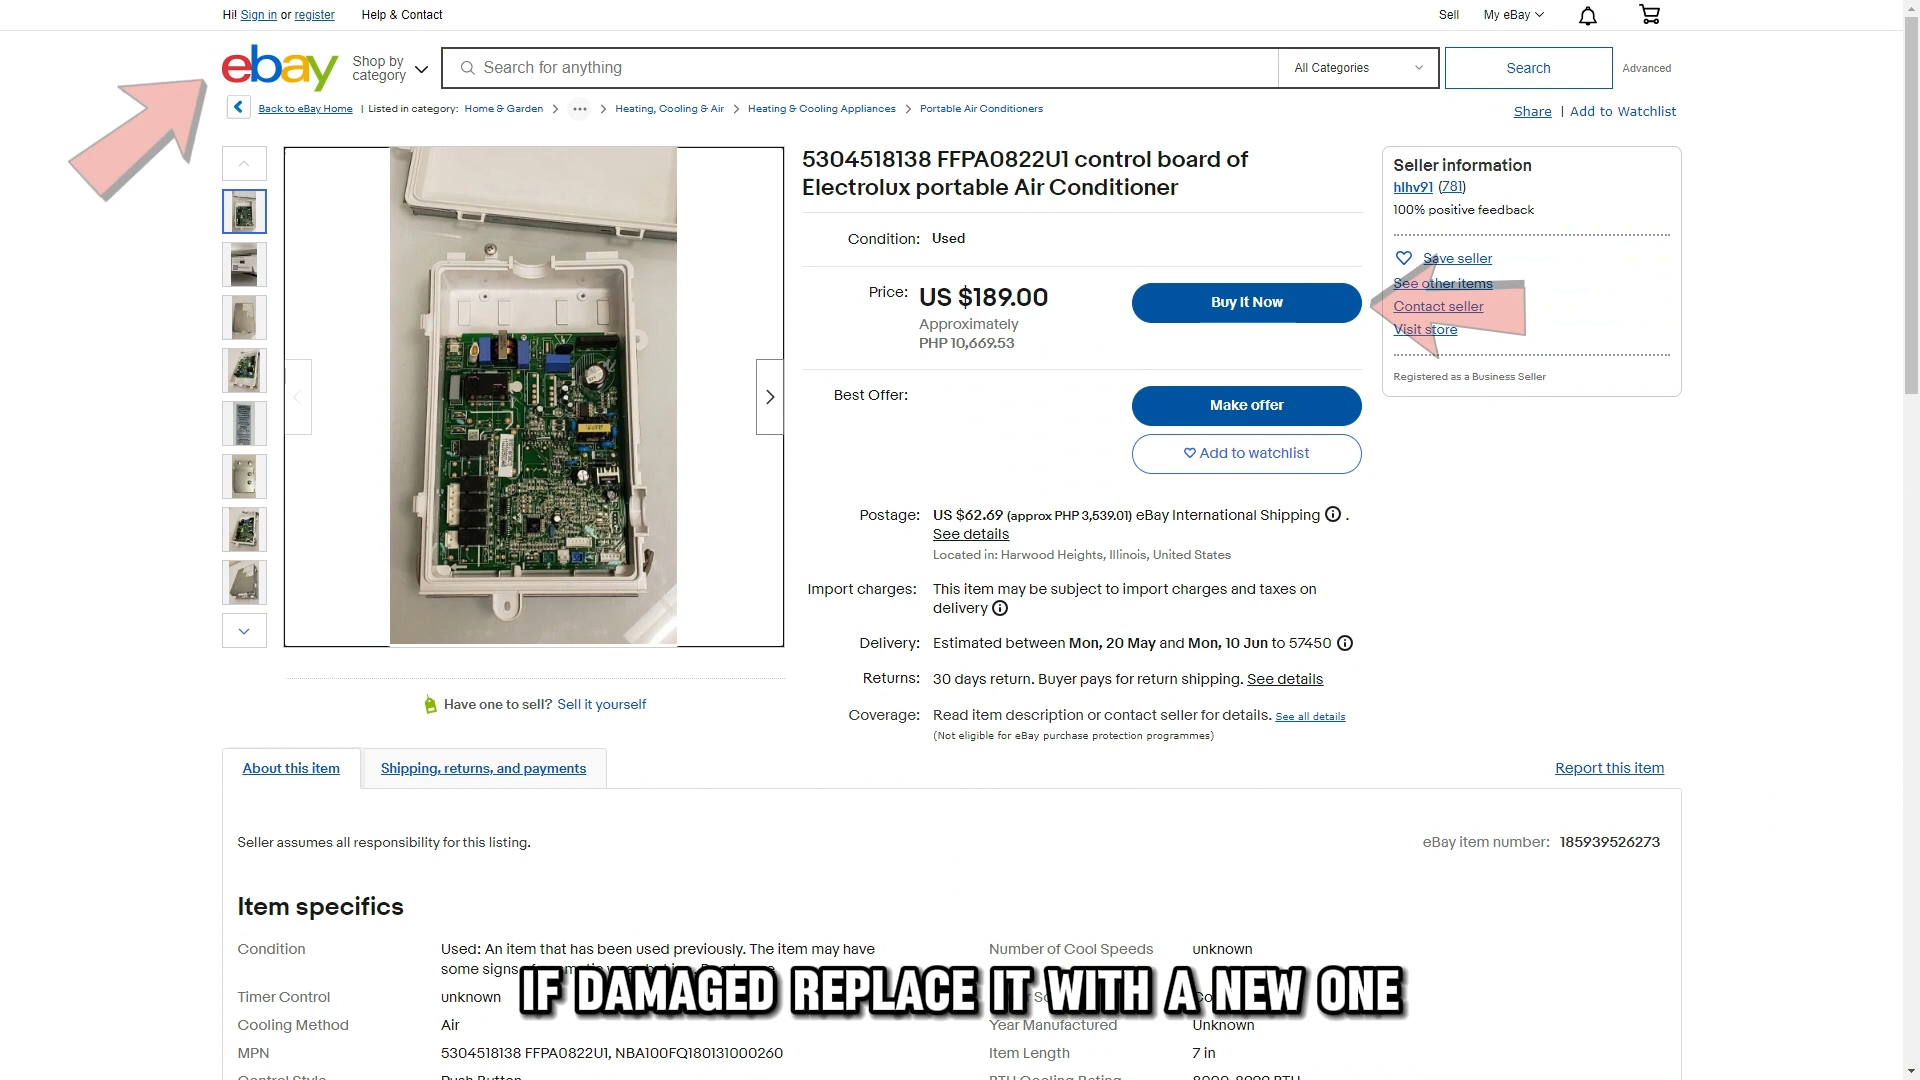 Hi! Sign in or register Help & Contact Sell My eBay
ebay Shop by category Search for anything All Categories Search Advanced
Back to eBay Home | Listed in category: Home & Garden > ••• > Heating, Cooling & Air > Heating & Cooling Appliances > Portable Air Conditioners
Share | Add to Watchlist
5304518138 FFPA0822U1 control board of
Electrolux portable Air Conditioner
Condition: Used
Price: US $189.00
Approximately
PHP 10,669.53
Buy It Now
Best Offer:
Make offer
Add to watchlist
Postage: US $62.69 (approx PHP 3,539.01) eBay International Shipping .
See details
Located in: Harwood Heights, Illinois, United States
Import charges: This item may be subject to import charges and taxes on
delivery
Delivery: Estimated between Mon, 20 May and Mon, 10 Jun to 57450
Returns: 30 days return. Buyer pays for return shipping. See details
Coverage: Read item description or contact seller for details. See all details
(Not eligible for eBay purchase protection programmes)
Seller information
hlhv91 (781)
100% positive feedback
Save seller
See other items
Contact seller
Visit store
Registered as a Business Seller
Have one to sell? Sell it yourself
About this item Shipping, returns, and payments Report this item
Seller assumes all responsibility for this listing.
eBay item number: 185939526273
Item specifics
Condition Used: An item that has been used previously. The item may have
some signs
Number of Cool Speeds unknown
Timer Control unknown
IF DAMAGED REPLACE IT WITH A NEW ONE
Cooling Method Air
Year Manufactured Unknown
MPN 5304518138 FFPA0822U1, NBA100FQ180131000260
Item Length 7 in